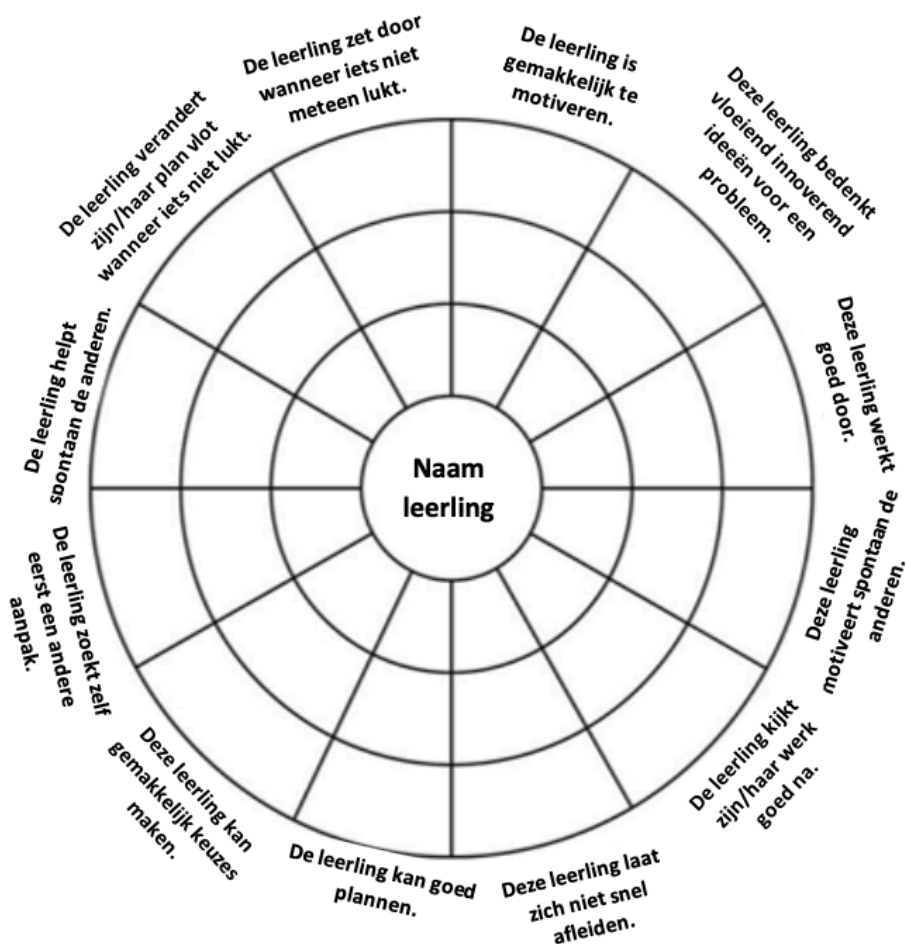 De leerling zet door
wanneer iets niet
meteen lukt.
De leerling is
gemakkelijk te
motiveren.
Deze leerling bedenkt
vloeiend innoverend
ideeën voor een
probleem.
Deze leerling werkt
goed door.
Deze leerling
motiveert spontaan de
anderen.
De leerling kijkt
zijn/haar werk
goed na.
Deze leerling laat
zich niet snel
afleiden.
De leerling kan goed
plannen.
Deze leerling kan
gemakkelijk keuzes
maken.
De leerling zoekt zelf
eerst een andere
aanpak.
De leerling helpt
spontaan de anderen.
De leerling verandert
zijn/haar plan vlot
wanneer iets niet lukt.
Naam
leerling